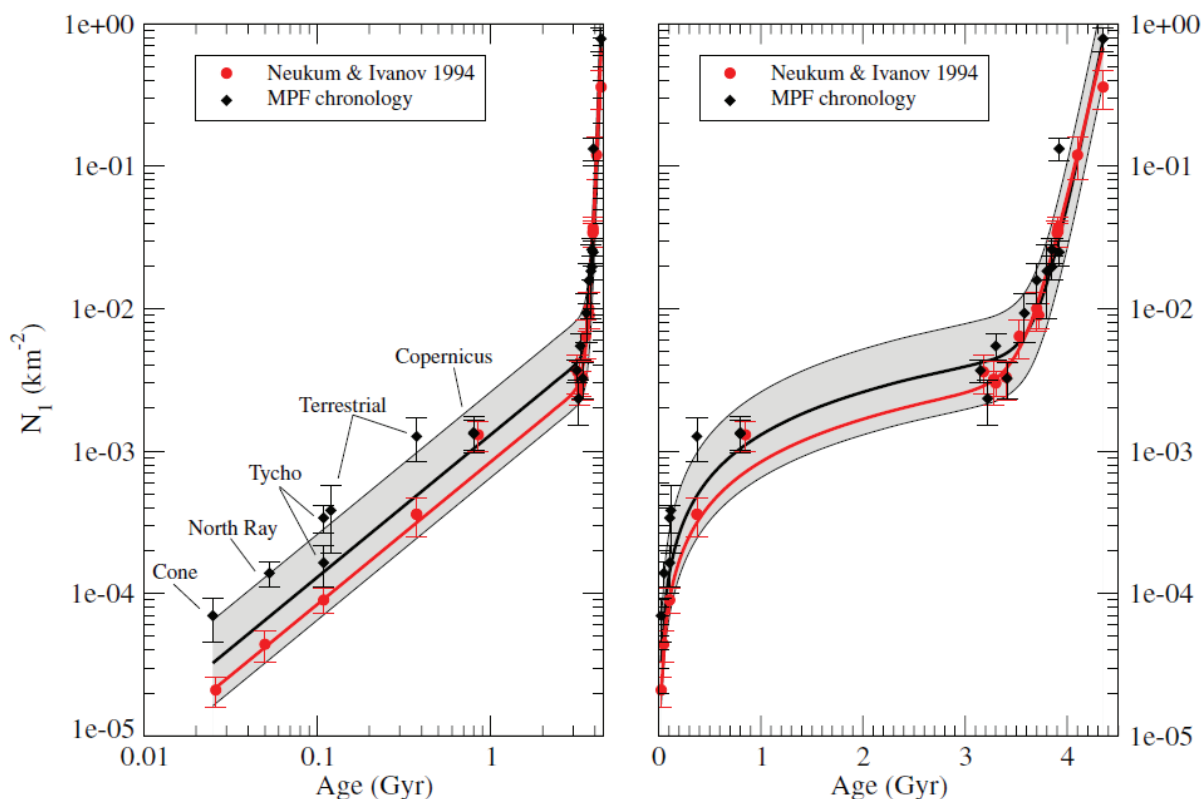 1e+00
1e-01
1e-02
1e-03
1e-04
1e-05
N1 (km-2)
Neukum & Ivanov 1994
MPF chronology
Copernicus
Terrestrial
Tycho
North Ray
Cone
0.01 0.1 1
Age (Gyr)
Neukum & Ivanov 1994
MPF chronology
0 1 2 3 4
Age (Gyr)
1e+00
1e-01
1e-02
1e-03
1e-04
1e-05